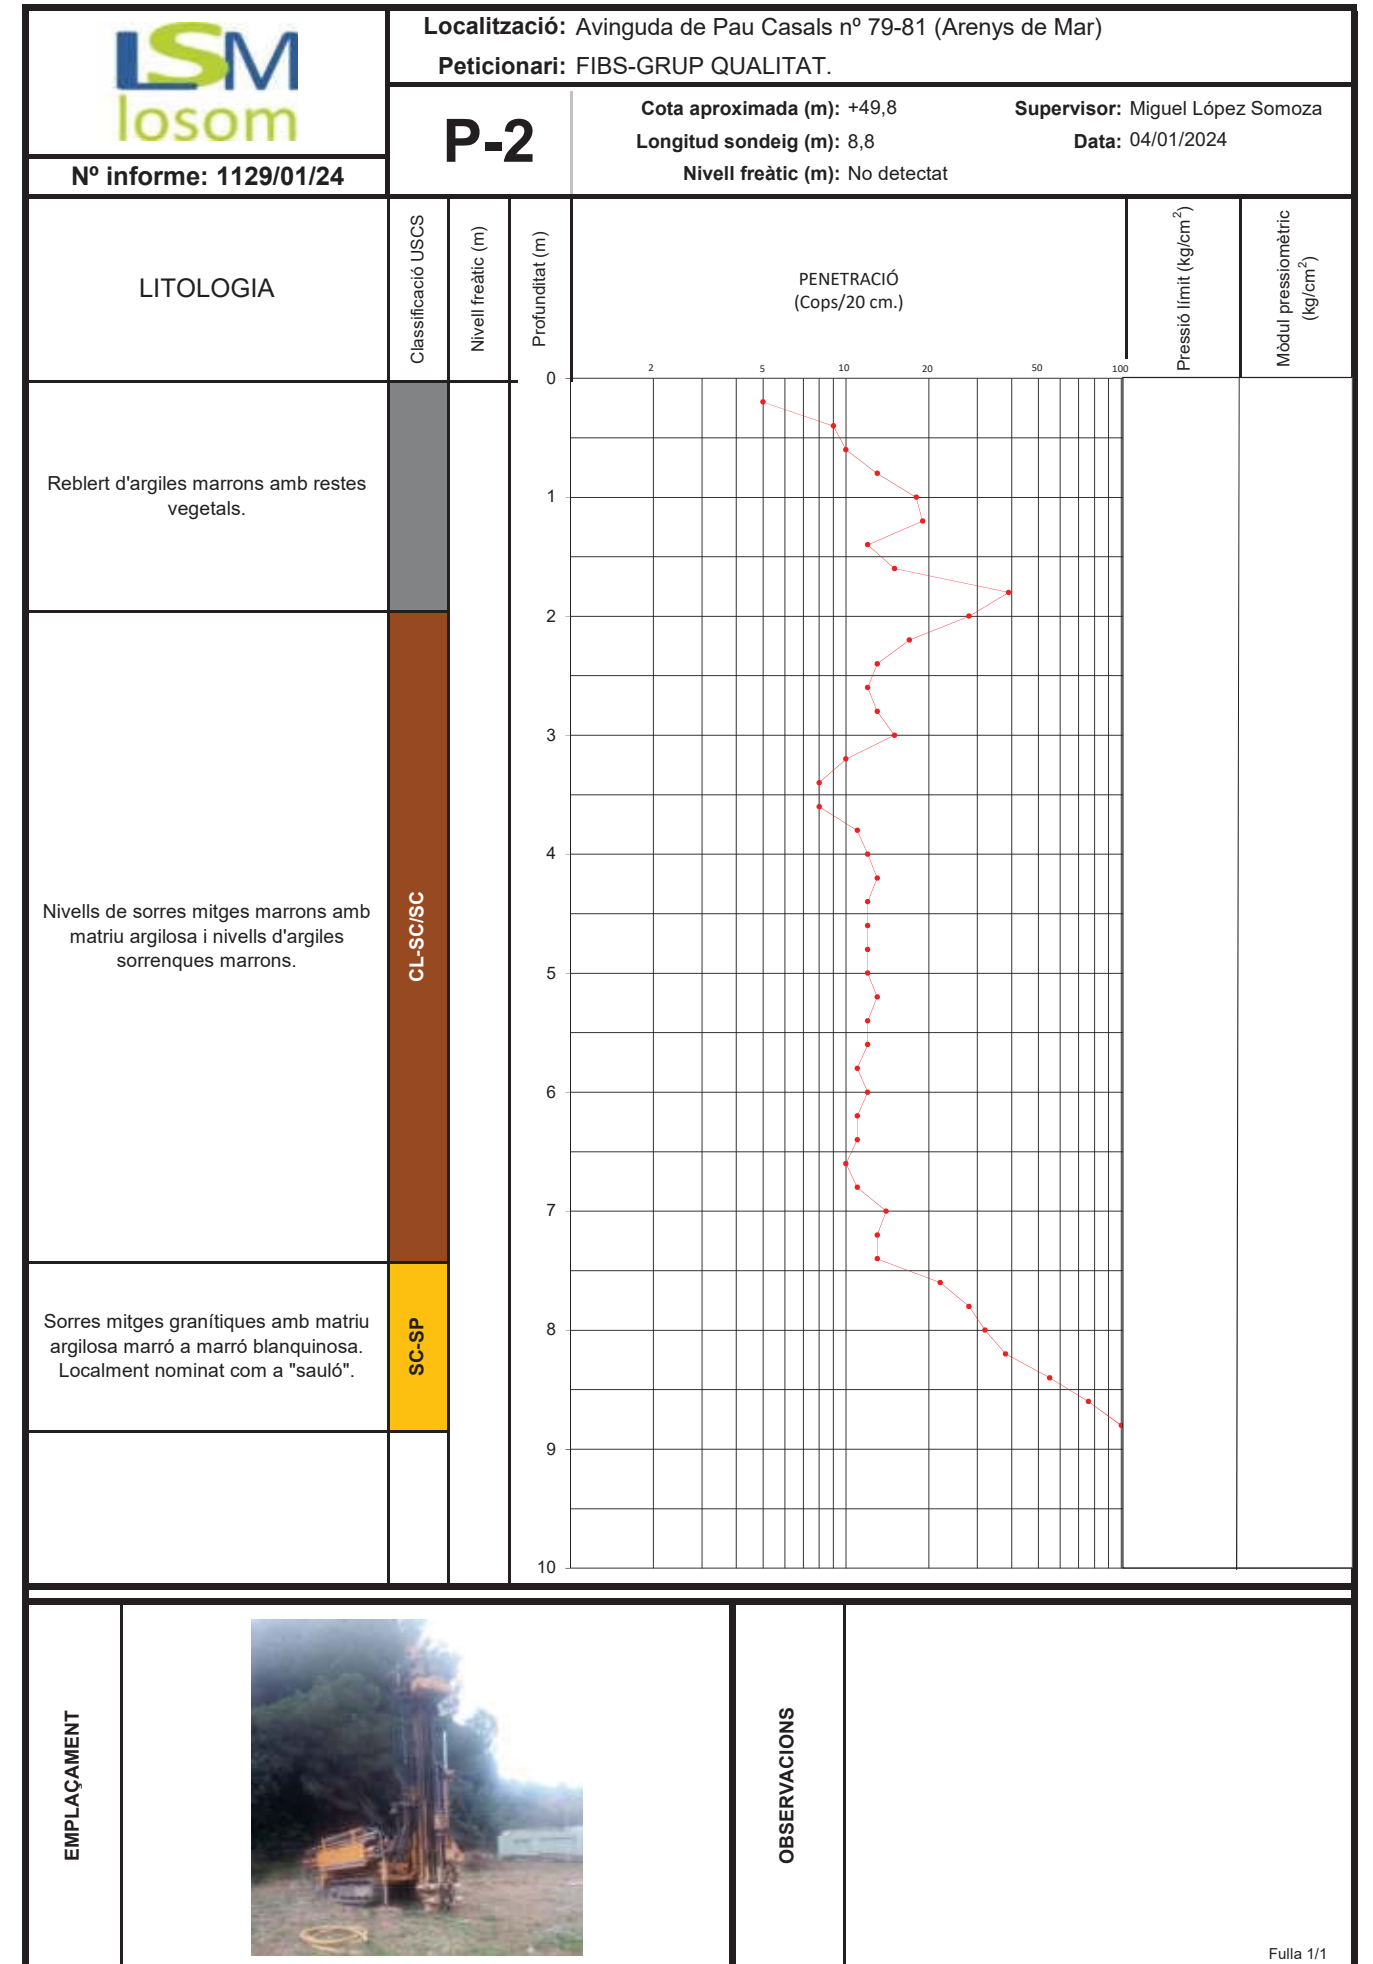 LSM
losom
Nº informe: 1129/01/24
Localització: Avinguda de Pau Casals nº 79-81 (Arenys de Mar)
Peticionari: FIBS-GRUP QUALITAT.
P-2
Cota aproximada (m): +49,8
Longitud sondeig (m): 8,8
Nivell freàtic (m): No detectat
Supervisor: Miguel López Somoza
Data: 04/01/2024
LITOLOGIA
Classificació USCS
Nivell freàtic (m)
Profunditat (m)
PENETRACIÓ
(Cops/20 cm.)
Pressió límit (kg/cm²)
Mòdul pressiomètric
(kg/cm²)
2 5 10 20 50 100
0
1
2
3
4
5
6
7
8
9
10
Reblert d'argiles marrons amb restes
vegetals.
Nivells de sorres mitges marrons amb
matriu argilosa i nivells d'argiles
sorrenques marrons.
CL-SC/SC
Sorres mitges granítiques amb matriu
argilosa marró a marró blanquinosa.
Localment nominat com a "sauló".
SC-SP
EMPLAÇAMENT
OBSERVACIONS
Fulla 1/1